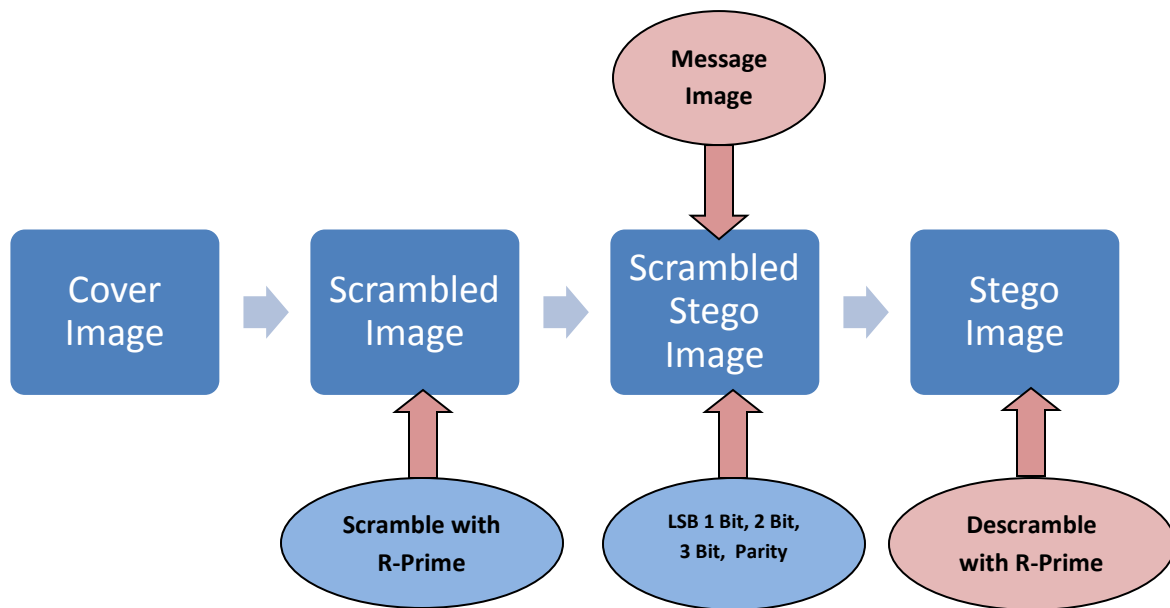 Message
Image
Cover
Image
Scrambled
Image
Scrambled
Stego
Image
Stego
Image
Scramble with
R-Prime
LSB 1 Bit, 2 Bit,
3 Bit, Parity
Descramble
with R-Prime